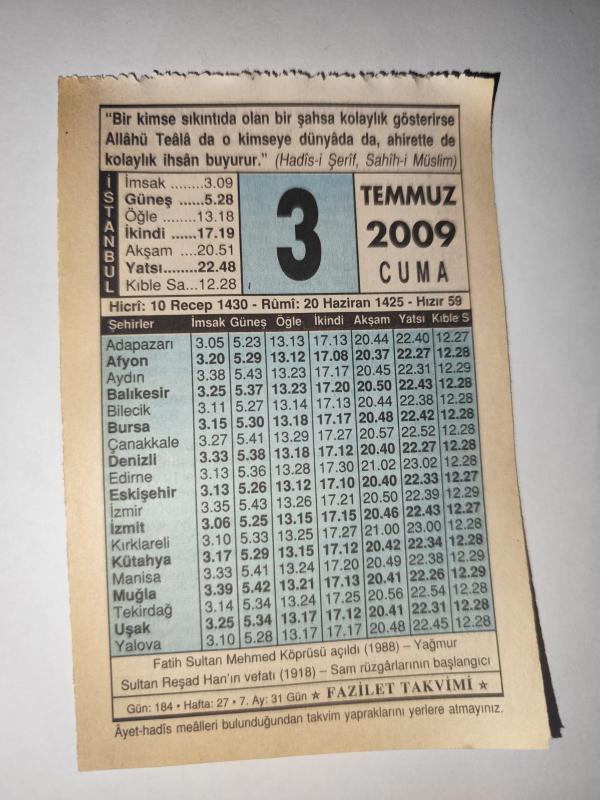 “Bir kimse sıkıntıda olan bir şahsa kolaylık gösterirse
Allâhü Teâlâ da o kimseye dünyâda da, ahirette de
kolaylık ihsân buyurur.” (Hadîs-i Şerîf, Sahîh-i Müslim)
İSTANBUL
İmsak ........3.09
Güneş ......5.28
Öğle .......13.18
İkindi ......17.19
Akşam ....20.51
Yatsı........22.48
Kıble Sa...12.28
3
TEMMUZ
2009
CUMA
Hicrî: 10 Recep 1430 - Rûmî: 20 Haziran 1425 - Hızır 59
Şehirler İmsak Güneş Öğle İkindi Akşam Yatsı Kıble S
Adapazarı 3.05 5.23 13.13 17.13 20.44 22.40 12.27
Afyon 3.20 5.29 13.12 17.08 20.37 22.27 12.28
Aydın 3.38 5.43 13.23 17.17 20.45 22.31 12.29
Balıkesir 3.25 5.37 13.23 17.20 20.50 22.43 12.28
Bilecik 3.11 5.27 13.14 17.13 20.44 22.38 12.28
Bursa 3.15 5.30 13.18 17.17 20.48 22.42 12.28
Çanakkale 3.27 5.41 13.29 17.27 20.57 22.52 12.28
Denizli 3.33 5.38 13.18 17.12 20.40 22.27 12.28
Edirne 3.13 5.36 13.28 17.30 21.02 23.02 12.28
Eskişehir 3.13 5.26 13.12 17.10 20.40 22.33 12.27
İzmir 3.35 5.43 13.26 17.21 20.50 22.39 12.29
İzmit 3.06 5.25 13.15 17.15 20.46 22.43 12.27
Kırklareli 3.10 5.33 13.25 17.27 21.00 23.00 12.28
Kütahya 3.17 5.29 13.15 17.12 20.42 22.34 12.28
Manisa 3.33 5.41 13.24 17.20 20.49 22.38 12.29
Muğla 3.39 5.42 13.21 17.13 20.41 22.26 12.29
Tekirdağ 3.14 5.34 13.24 17.25 20.56 22.54 12.28
Uşak 3.25 5.34 13.17 17.12 20.41 22.31 12.28
Yalova 3.10 5.28 13.17 17.17 20.48 22.45 12.28
Fatih Sultan Mehmed Köprüsü açıldı (1988) – Yağmur
Sultan Reşad Han’ın vefatı (1918) – Sam rüzgârlarının başlangıcı
Gün: 184 • Hafta: 27 • 7. Ay: 31 Gün ★ FAZİLET TAKVİMİ ★
Âyet-hadîs meâlleri bulunduğundan takvim yapraklarını yerlere atmayınız.